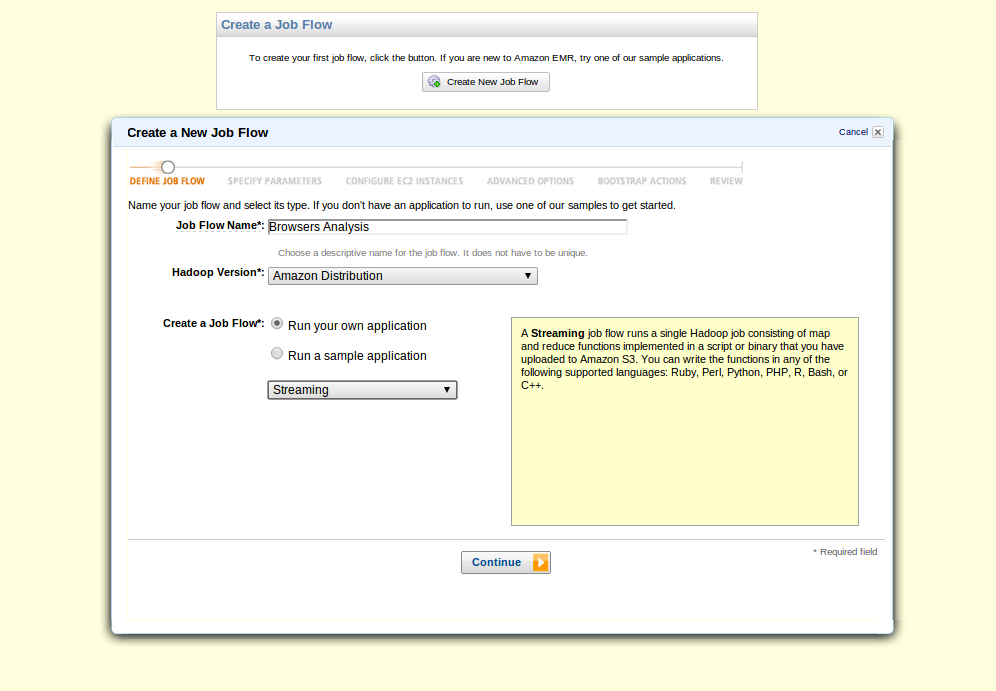 Create a Job Flow
To create your first job flow, click the button. If you are new to Amazon EMR, try one of our sample applications.
Create New Job Flow
Create a New Job Flow
Cancel
DEFINE JOB FLOW SPECIFY PARAMETERS CONFIGURE EC2 INSTANCES ADVANCED OPTIONS BOOTSTRAP ACTIONS REVIEW
Name your job flow and select its type. If you don't have an application to run, use one of our samples to get started.
Job Flow Name*: Browsers Analysis
Choose a descriptive name for the job flow. It does not have to be unique.
Hadoop Version*: Amazon Distribution
Create a Job Flow*: Run your own application
Run a sample application
Streaming
A Streaming job flow runs a single Hadoop job consisting of map
and reduce functions implemented in a script or binary that you have
uploaded to Amazon S3. You can write the functions in any of the
following supported languages: Ruby, Perl, Python, PHP, R, Bash, or
C++.
* Required field
Continue